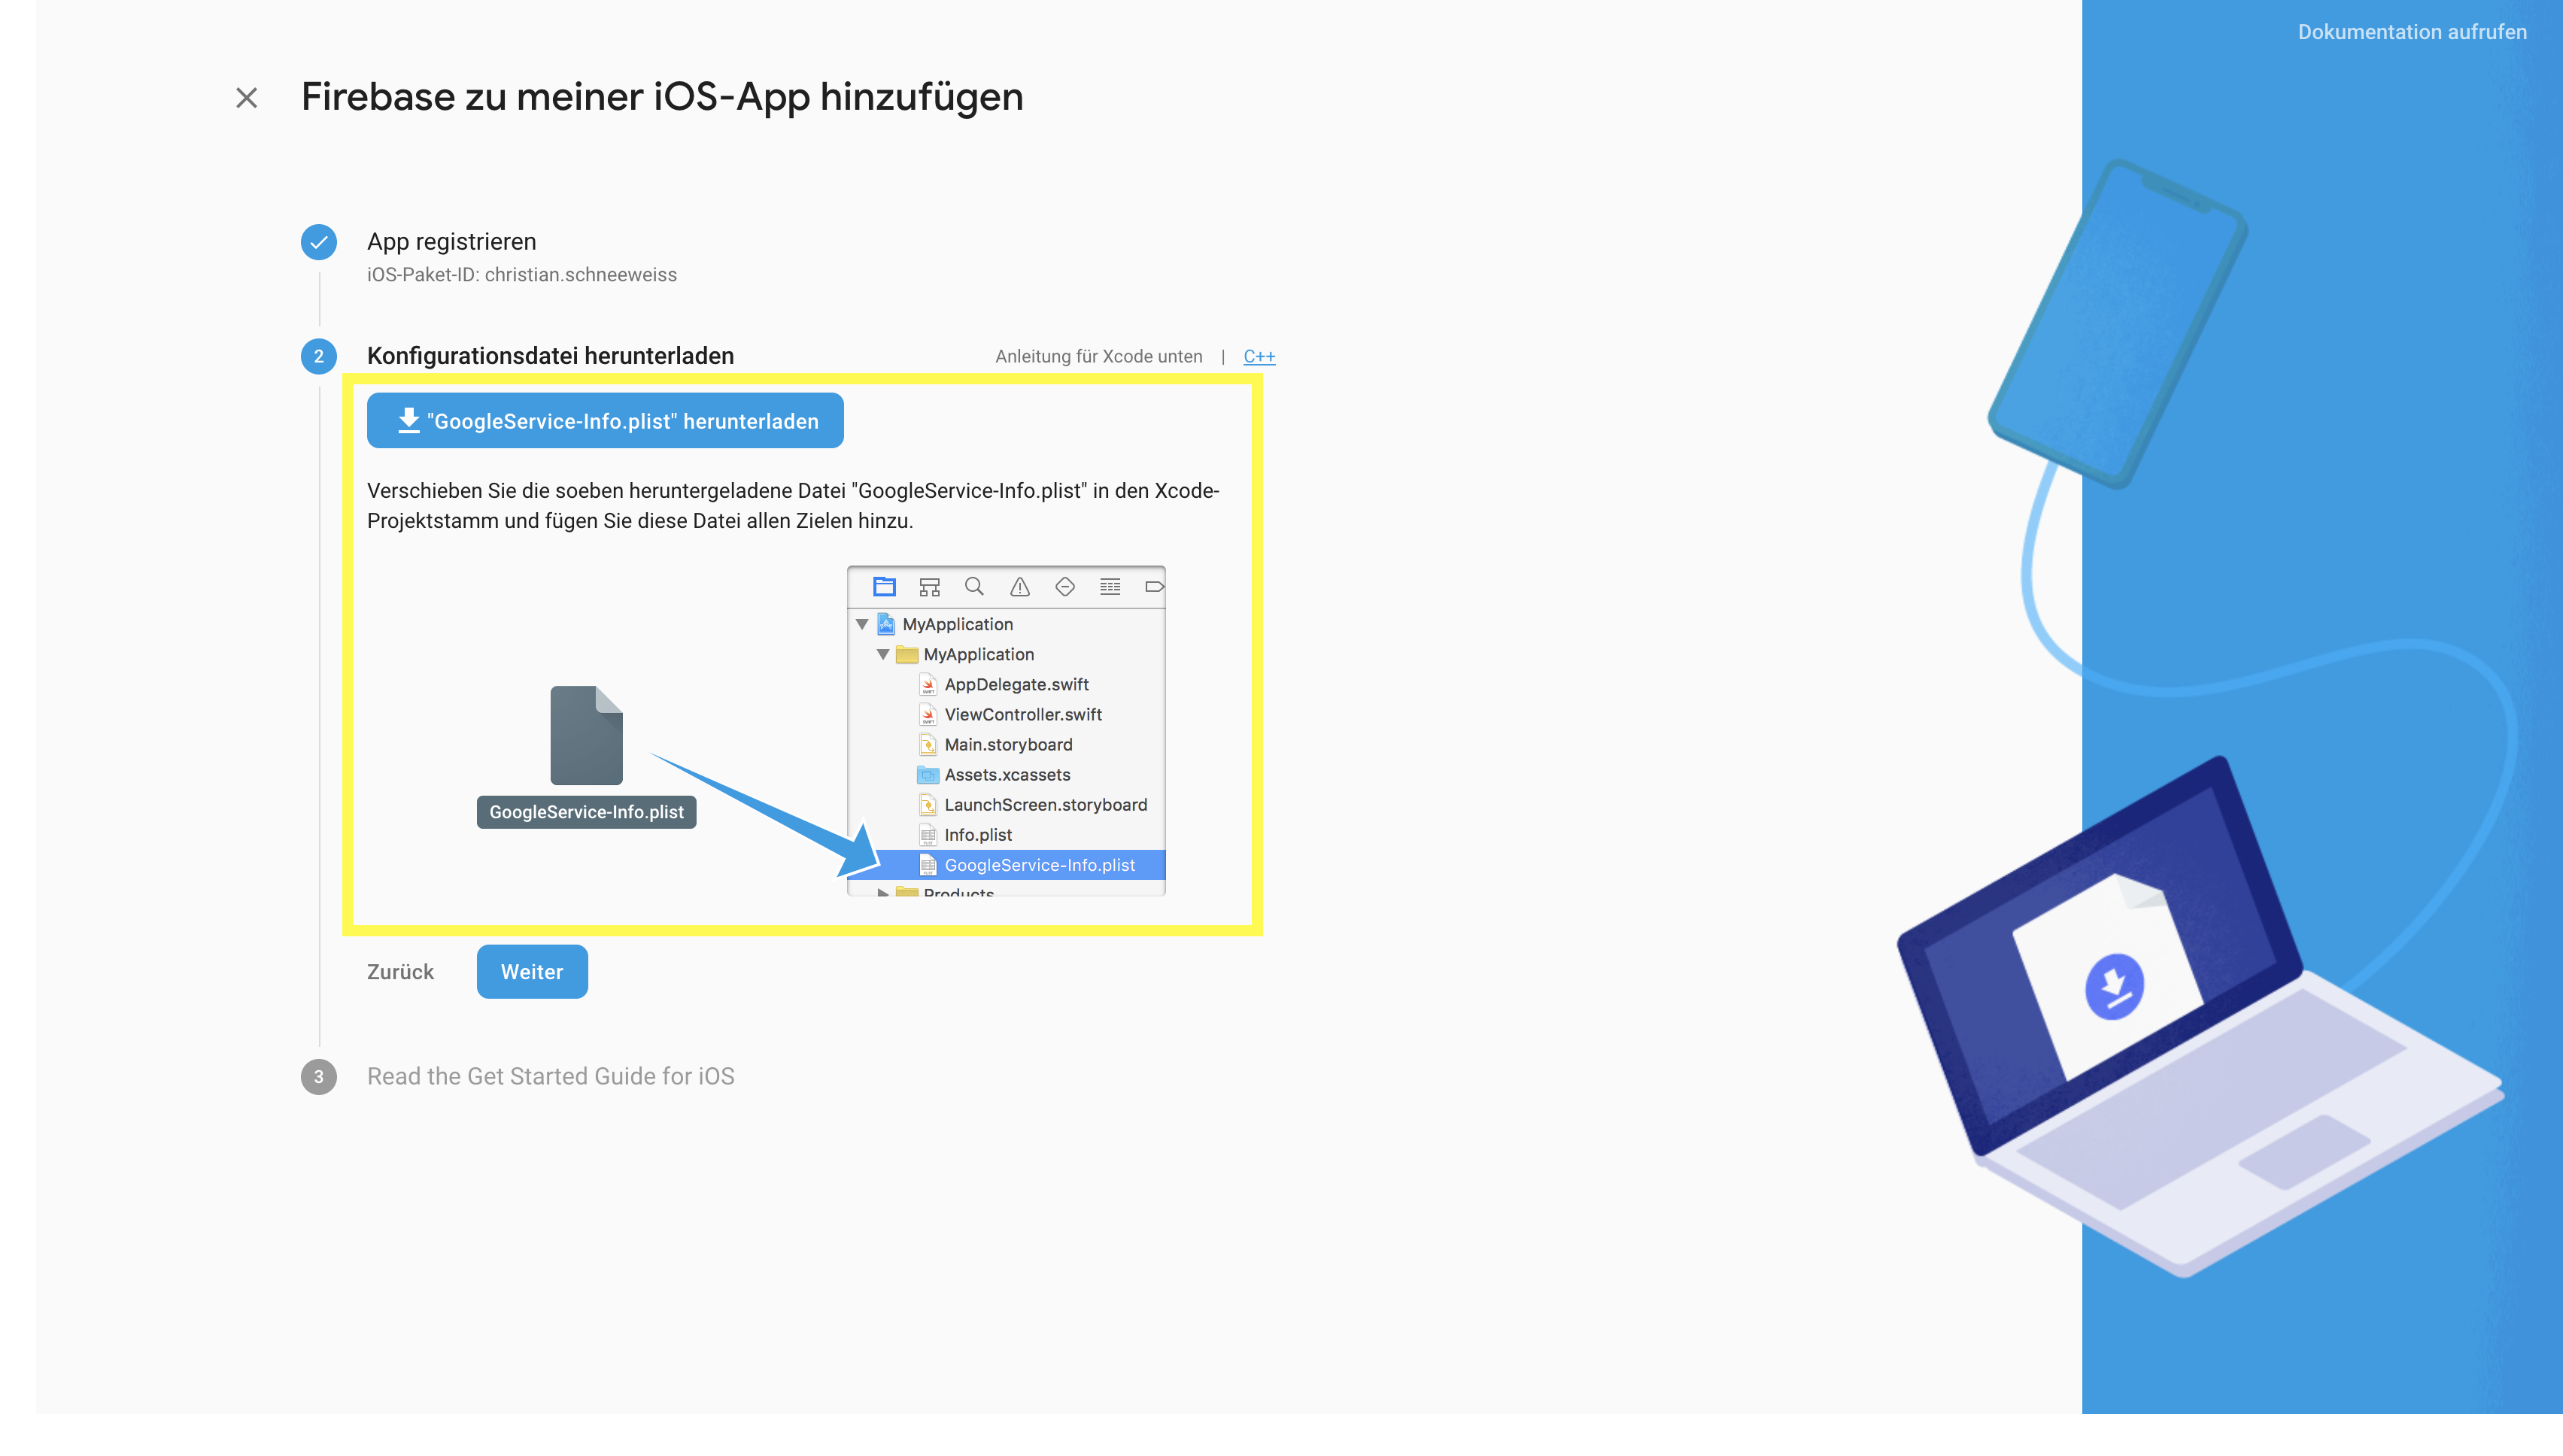 Dokumentation aufrufen
Firebase zu meiner iOS-App hinzufügen
App registrieren
iOS-Paket-ID: christian.schneeweiss
2 Konfigurationsdatei herunterladen
Anleitung für Xcode unten | C++
"GoogleService-Info.plist" herunterladen
Verschieben Sie die soeben heruntergeladene Datei "GoogleService-Info.plist" in den Xcode-
Projektstamm und fügen Sie diese Datei allen Zielen hinzu.
GoogleService-Info.plist
MyApplication
MyApplication
AppDelegate.swift
ViewController.swift
Main.storyboard
Assets.xcassets
LaunchScreen.storyboard
Info.plist
GoogleService-Info.plist
Products
Zurück
Weiter
3 Read the Get Started Guide for iOS